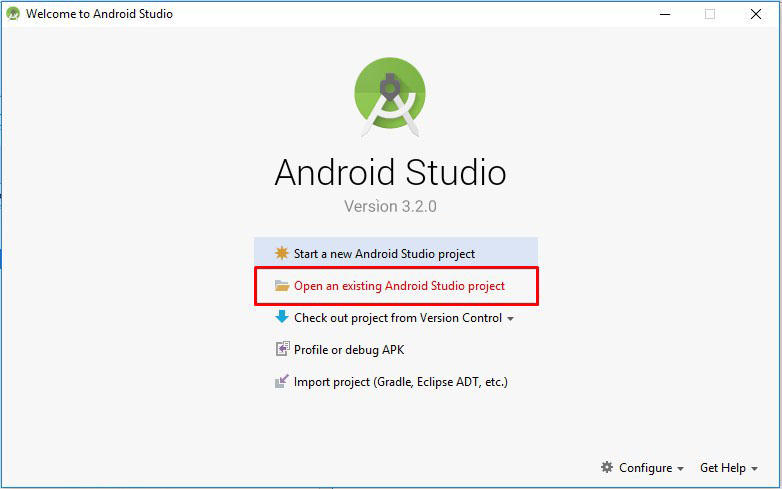 Welcome to Android Studio
Android Studio
Version 3.2.0
Start a new Android Studio project
Open an existing Android Studio project
Check out project from Version Control
Profile or debug APK
Import project (Gradle, Eclipse ADT, etc.)
Configure Get Help